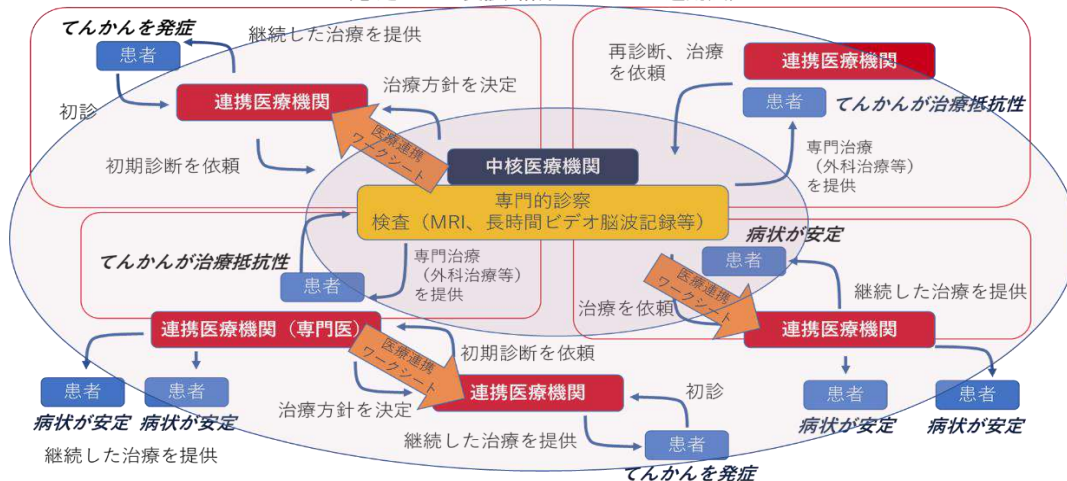 てんかんを発症
患者
継続した治療を提供
初診
連携医療機関
治療方針を決定
初期診断を依頼
医療連携
ワークシート
再診断、治療
を依頼
連携医療機関
患者
てんかんが治療抵抗性
専門治療
（外科治療等）
を提供
中核医療機関
専門的診察
検査（MRI、長時間ビデオ脳波記録等）
てんかんが治療抵抗性
患者
専門治療
（外科治療等）
を提供
病状が安定
患者
医療連携
ワークシート
治療を依頼
継続した治療を提供
連携医療機関
連携医療機関（専門医）
初期診断を依頼
医療連携
ワークシート
治療方針を決定
連携医療機関
初診
継続した治療を提供
患者
てんかんを発症
患者
病状が安定
患者
病状が安定
継続した治療を提供
患者
病状が安定
患者
病状が安定